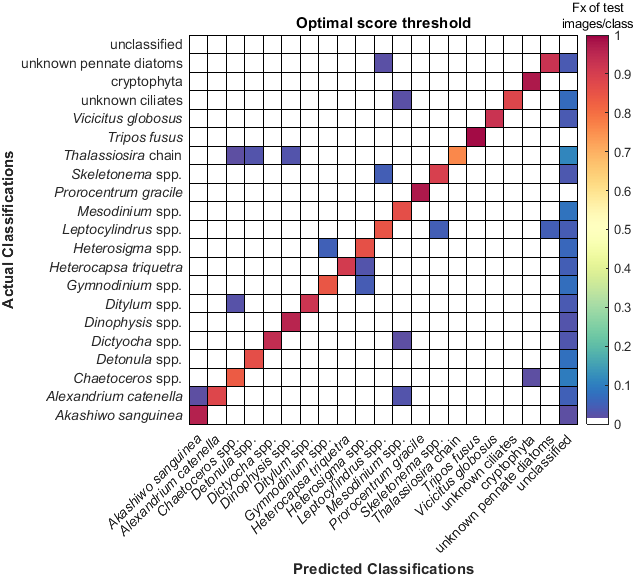 Optimal score threshold
Fx of test
images/class
Actual Classifications
unclassified
unknown pennate diatoms
cryptophyta
unknown ciliates
Vicicitus globosus
Tripos fusus
Thalassiosira chain
Skeletonema spp.
Prorocentrum gracile
Mesodinium spp.
Leptocylindrus spp.
Heterosigma spp.
Heterocapsa triquetra
Gymnodinium spp.
Ditylum spp.
Dinophysis spp.
Dictyocha spp.
Detonula spp.
Chaetoceros spp.
Alexandrium catenella
Akashiwo sanguinea
1
0.9
0.8
0.7
0.6
0.5
0.4
0.3
0.2
0.1
0
Akashiwo sanguinea
Alexandrium catenella
Chaetoceros spp.
Detonula spp.
Dictyocha spp.
Dinophysis spp.
Ditylum spp.
Gymnodinium spp.
Heterocapsa triquetra
Heterosigma spp.
Leptocylindrus spp.
Mesodinium spp.
Prorocentrum gracile
Skeletonema spp.
Thalassiosira chain
Tripos fusus
Vicicitus globosus
unknown ciliates
cryptophyta
unknown pennate diatoms
unclassified
Predicted Classifications